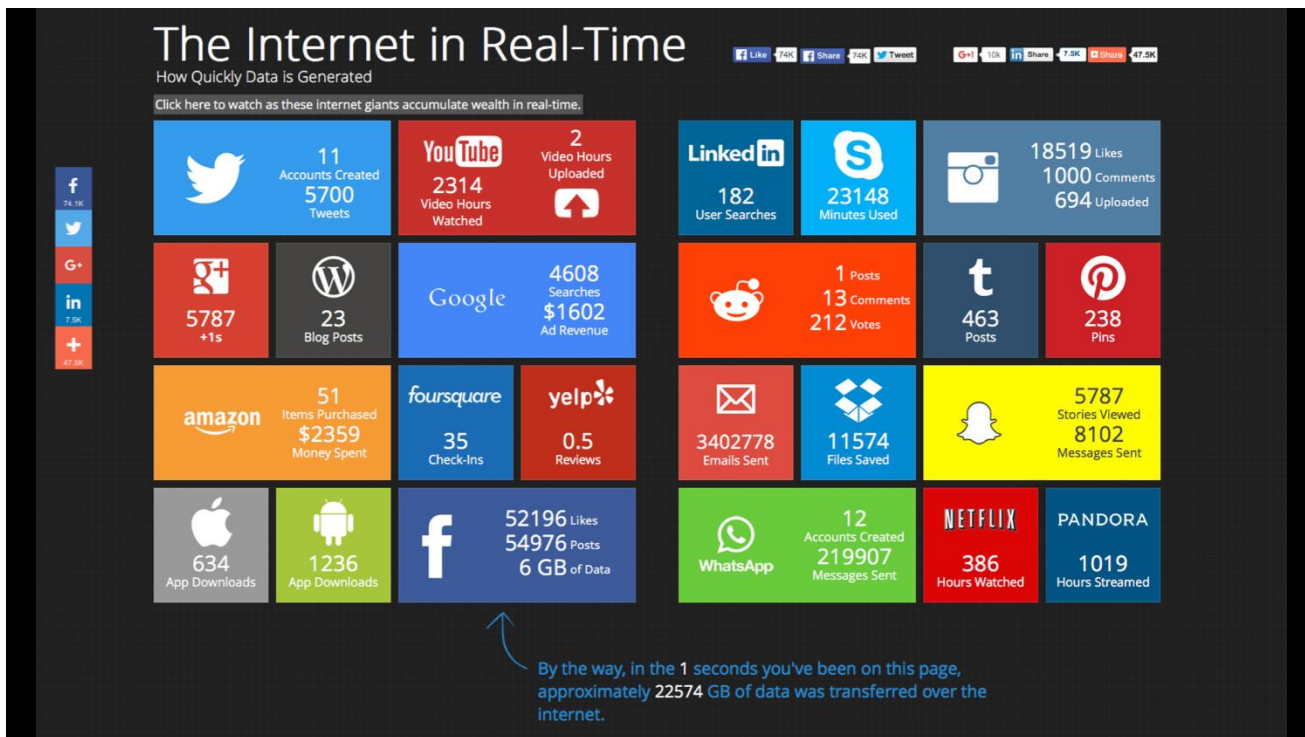 The Internet in Real-Time
How Quickly Data is Generated
Like 74K Share 74K Tweet G+1 10k in Share 7.5K Share 47.5K
Click here to watch as these internet giants accumulate wealth in real-time.
f
74.1K
G+
in
7.5K
+
47.5K
11
Accounts Created
5700
Tweets
YouTube
2314
Video Hours
Watched
2
Video Hours
Uploaded
Linked in
182
User Searches
S
23148
Minutes Used
18519 Likes
1000 Comments
694 Uploaded
g+
5787
+1s
W
23
Blog Posts
Google
4608
Searches
$1602
Ad Revenue
1 Posts
13 Comments
212 Votes
t
463
Posts
p
238
Pins
amazon
51
Items Purchased
$2359
Money Spent
foursquare
35
Check-Ins
yelp
0.5
Reviews
3402778
Emails Sent
11574
Files Saved
5787
Stories Viewed
8102
Messages Sent
634
App Downloads
1236
App Downloads
f
52196 Likes
54976 Posts
6 GB of Data
WhatsApp
12
Accounts Created
219907
Messages Sent
NETFLIX
386
Hours Watched
PANDORA
1019
Hours Streamed
By the way, in the 1 seconds you've been on this page,
approximately 22574 GB of data was transferred over the
internet.